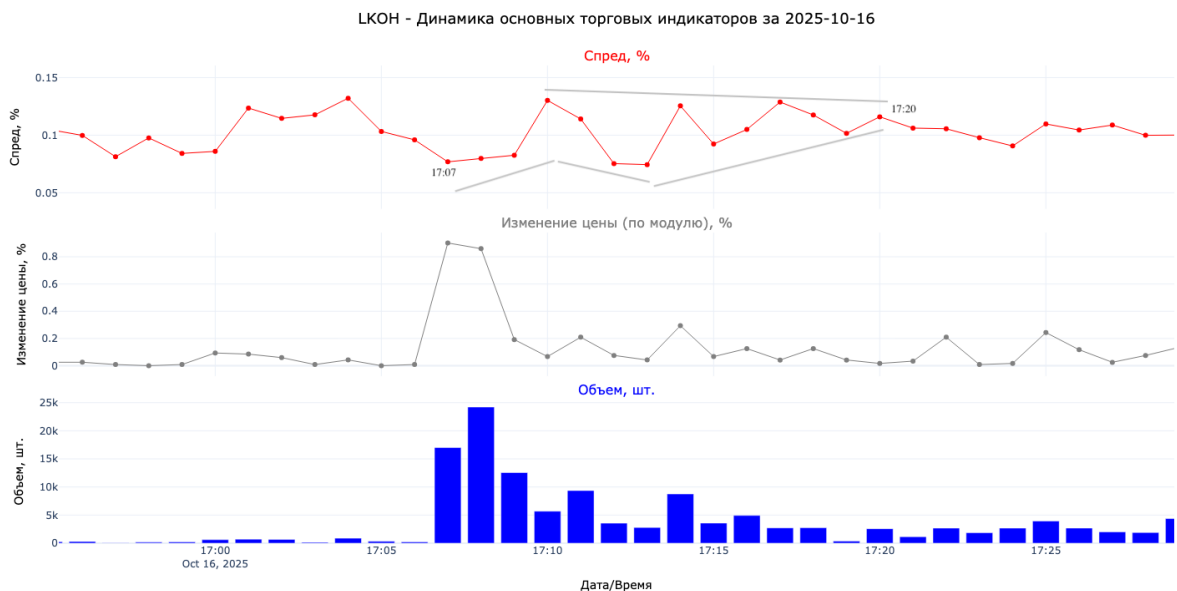 LKOH - Динамика основных торговых индикаторов за 2025-10-16
Спред, %
0.15
0.1
0.05
Спред, %
17:07
17:20
Изменение цены (по модулю), %
0.8
0.6
0.4
0.2
0
Изменение цены, %
Объем, шт.
25k
20k
15k
10k
5k
0
Объем, шт.
17:00
17:05
17:10
17:15
17:20
17:25
Oct 16, 2025
Дата/Время